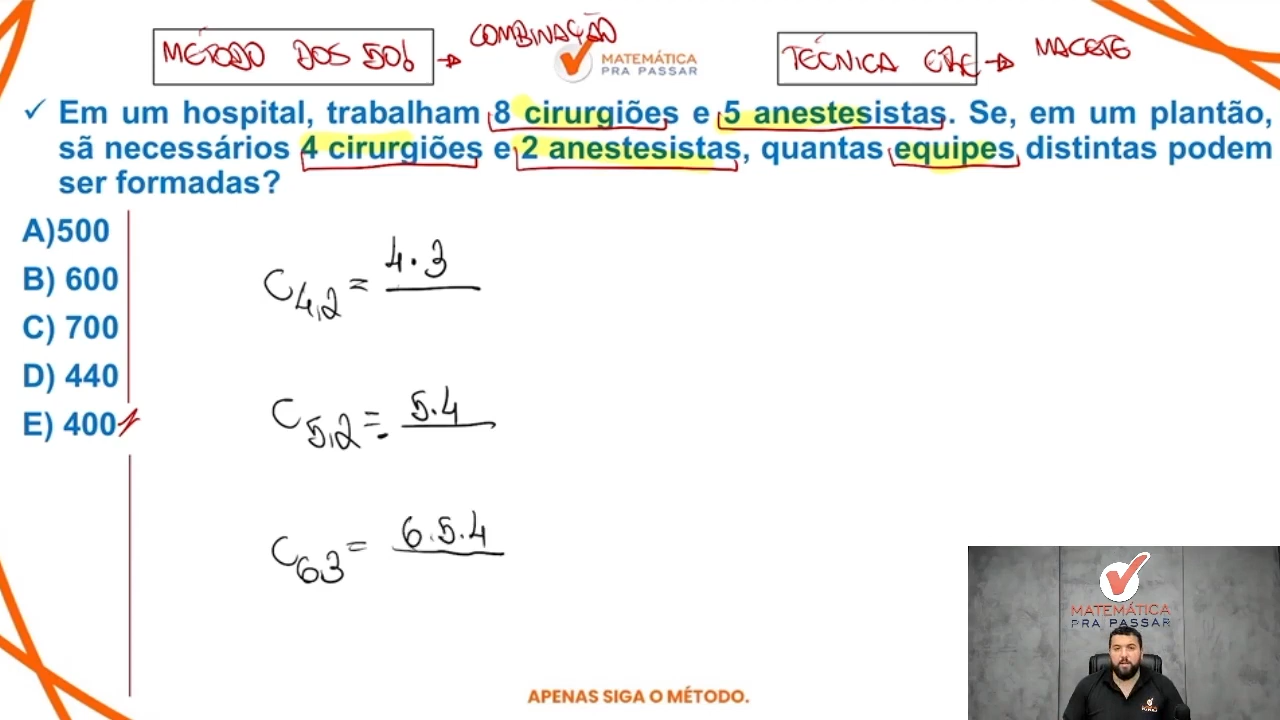 MÉTODO DOS 50! → COMBINAÇÃO
MATEMÁTICA
PRA PASSAR
TÉCNICA → MACETE
✓ Em um hospital, trabalham 8 cirurgiões e 5 anestesistas. Se, em um plantão,
sã necessários 4 cirurgiões e 2 anestesistas, quantas equipes distintas podem
ser formadas?
A)500
B) 600
C) 700
D) 440
E) 400
C4,2 = 4.3
C5,2 = 5.4
C6,3 = 6.5.4
MATEMÁTICA
PRA PASSAR
APENAS SIGA O MÉTODO.